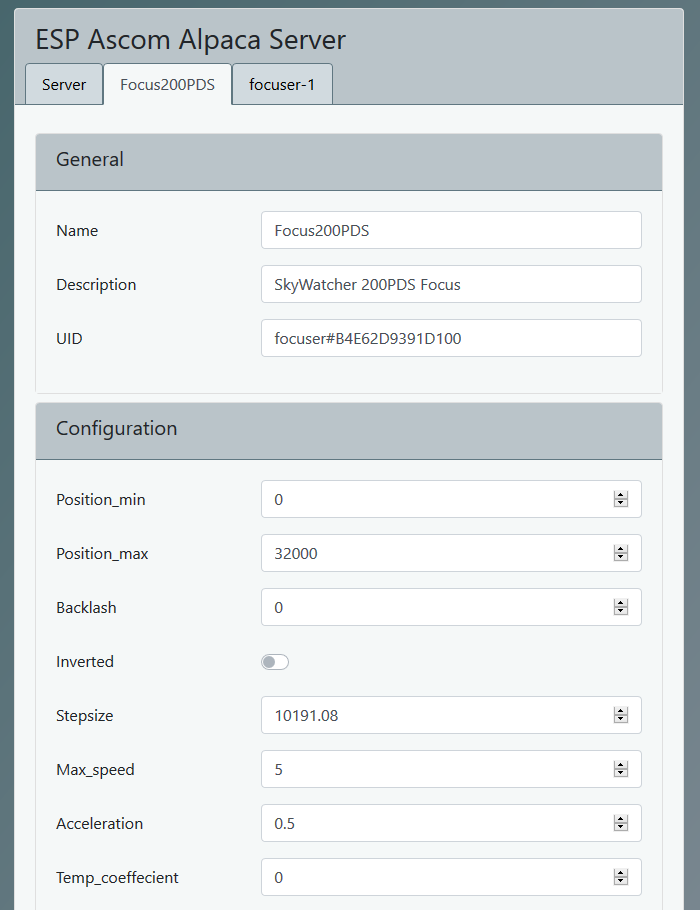 ESP Ascom Alpaca Server
Server Focus200PDS focuser-1
General
Name Focus200PDS
Description SkyWatcher 200PDS Focus
UID focuser#B4E62D9391D100
Configuration
Position_min 0
Position_max 32000
Backlash 0
Inverted
Stepsize 10191.08
Max_speed 5
Acceleration 0.5
Temp_coeffecient 0